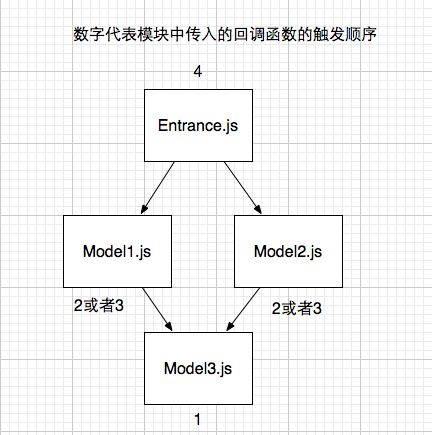 数字代表模块中传入的回调函数的触发顺序
4
Entrance.js
Model1.js
Model2.js
2或者3
2或者3
Model3.js
1